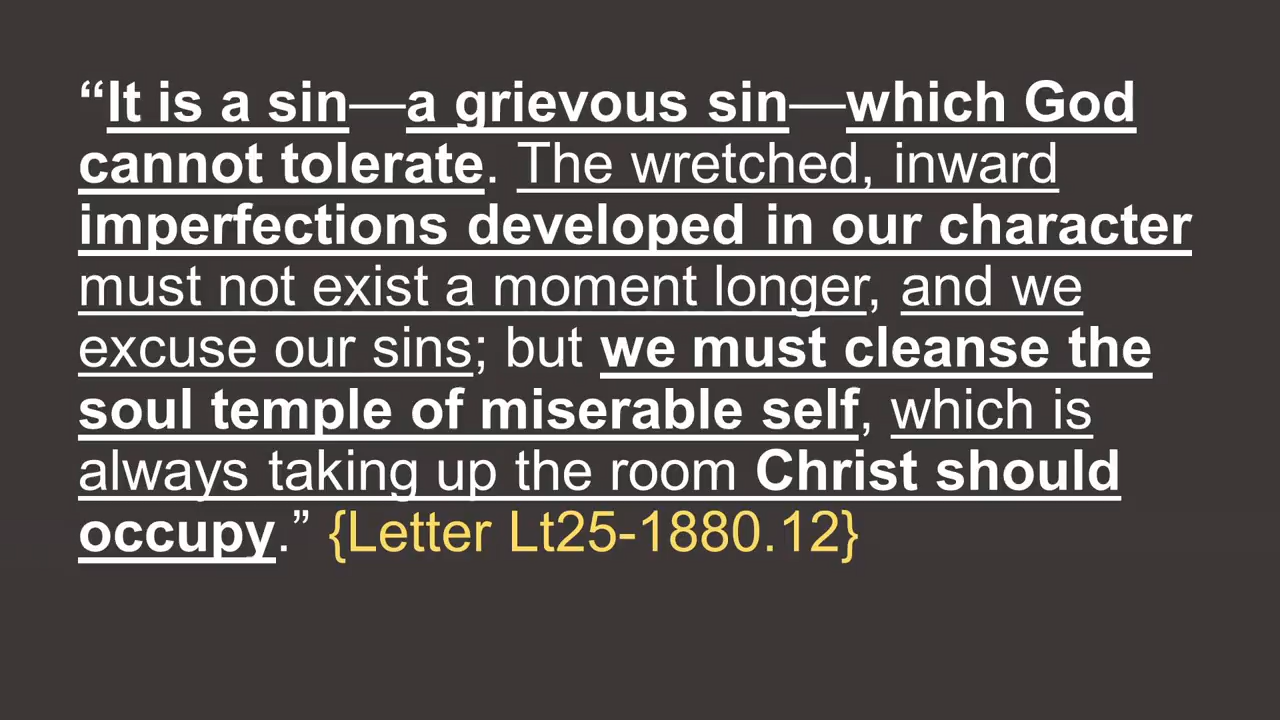 “It is a sin—a grievous sin—which God
cannot tolerate. The wretched, inward
imperfections developed in our character
must not exist a moment longer, and we
excuse our sins; but we must cleanse the
soul temple of miserable self, which is
always taking up the room Christ should
occupy.” {Letter Lt25-1880.12}